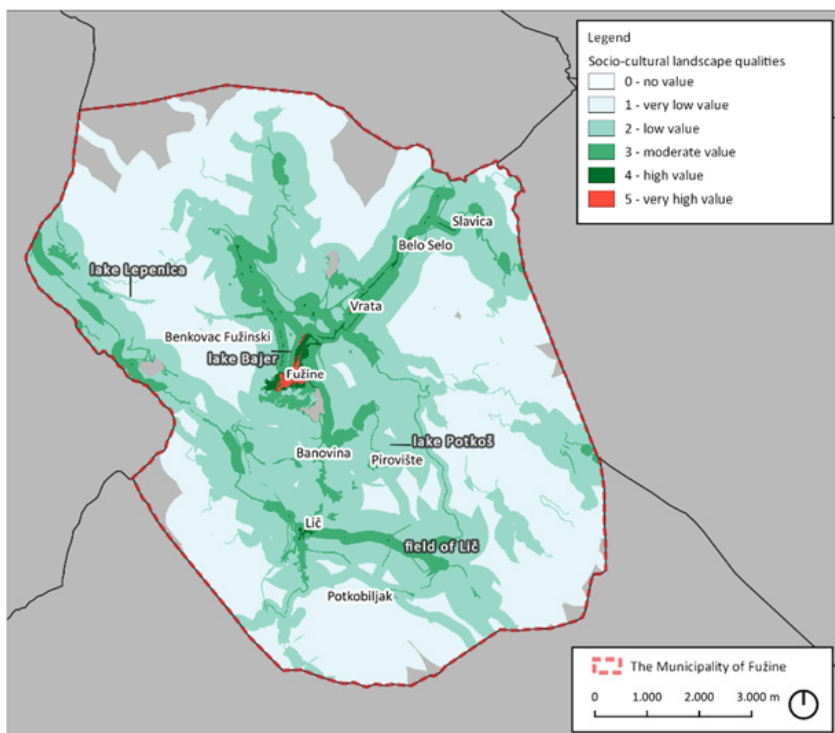 Legend
Socio-cultural landscape qualities
0 - no value
1 - very low value
2 - low value
3 - moderate value
4 - high value
5 - very high value
Slavica
Belo Selo
lake Lepenica
Vrata
Benkovac Fužinski
lake Bajer
Fužine
lake Potkoš
Banovina
Pirovište
Lič
field of Lič
Potkobiljak
The Municipality of Fužine
0 1.000 2.000 3.000 m